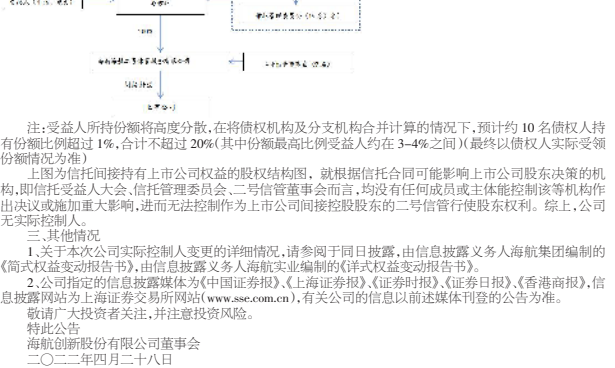 注：受益人所持份额将高度分散，在将债权机构及分支机构合并计算的情况下，预计约 10 名债权人持
有份额比例超过 1%，合计不超过 20%（其中份额最高比例受益人约在 3-4%之间）（最终以债权人实际受领
份额情况为准）
上图为信托间接持有上市公司权益的股权结构图，就根据信托合同可能影响上市公司股东决策的机
构，即信托受益人大会、信托管理委员会、二号信管董事会而言，均没有任何成员或主体能控制该等机构作
出决议或施加重大影响，进而无法控制作为上市公司间接控股股东的二号信管行使股东权利。综上，公司
无实际控制人。
三、其他情况
1、关于本次公司实际控制人变更的详细情况，请参阅于同日披露，由信息披露义务人海航集团编制的
《简式权益变动报告书》，由信息披露义务人海航实业编制的《详式权益变动报告书》。
2、公司指定的信息披露媒体为《中国证券报》、《上海证券报》、《证券时报》、《证券日报》、《香港商报》，信
息披露网站为上海证券交易所网站（www.sse.com.cn），有关公司的信息以前述媒体刊登的公告为准。
敬请广大投资者关注，并注意投资风险。
特此公告
海航创新股份有限公司董事会
二〇二二年四月二十八日